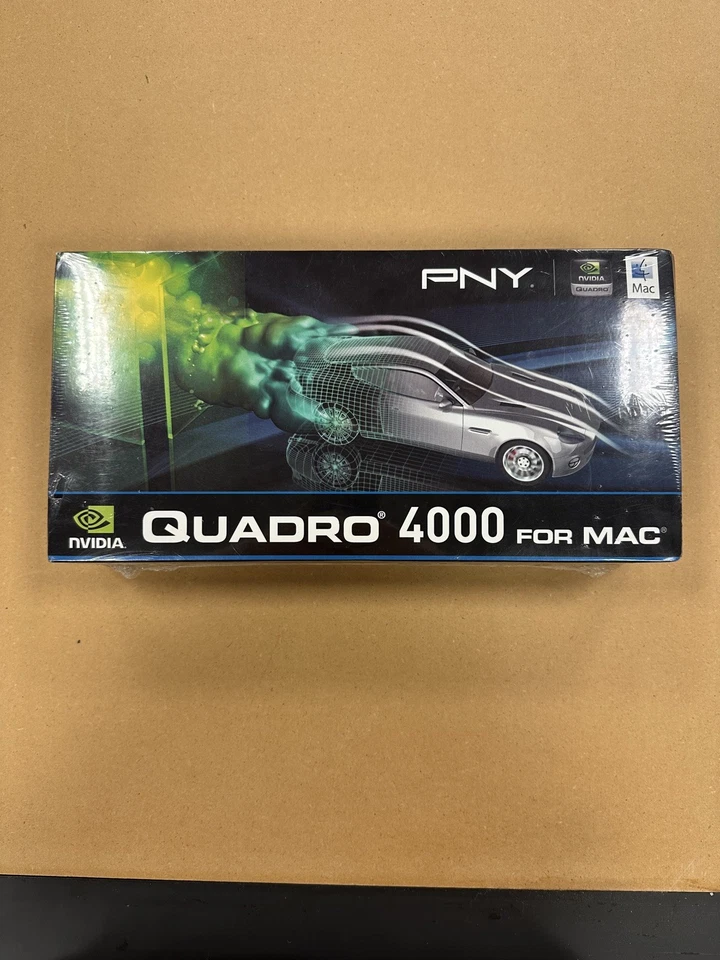 PNY
NVIDIA
QUADRO
Mac
NVIDIA
QUADRO® 4000 FOR MAC®